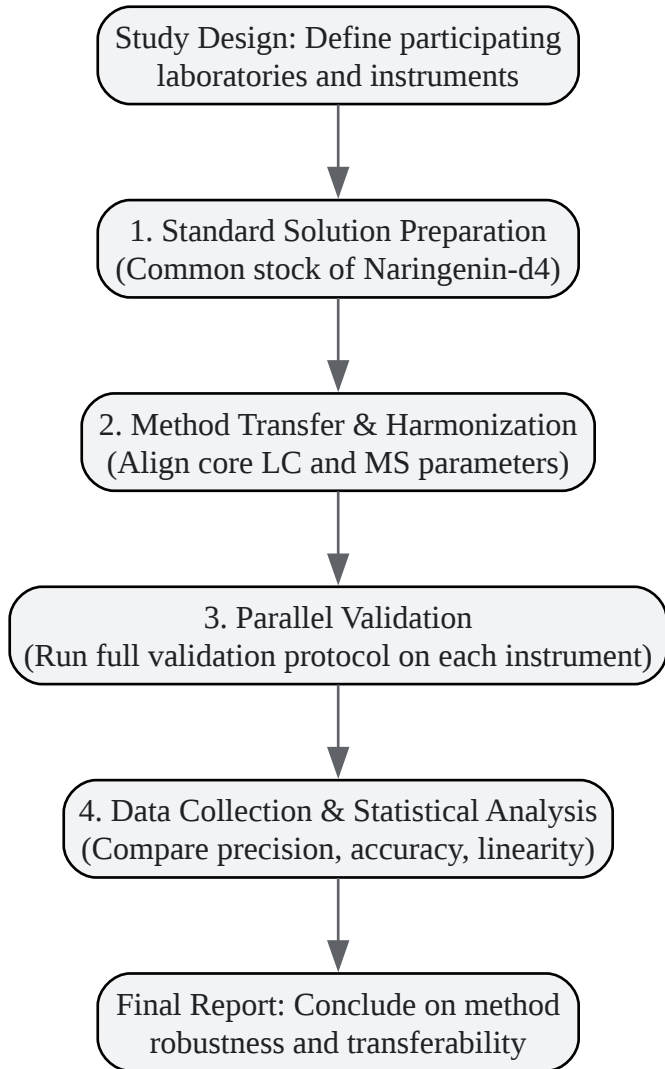 Study Design: Define participating
laboratories and instruments
1. Standard Solution Preparation
(Common stock of Naringenin-d4)
2. Method Transfer & Harmonization
(Align core LC and MS parameters)
3. Parallel Validation
(Run full validation protocol on each instrument)
4. Data Collection & Statistical Analysis
(Compare precision, accuracy, linearity)
Final Report: Conclude on method
robustness and transferability